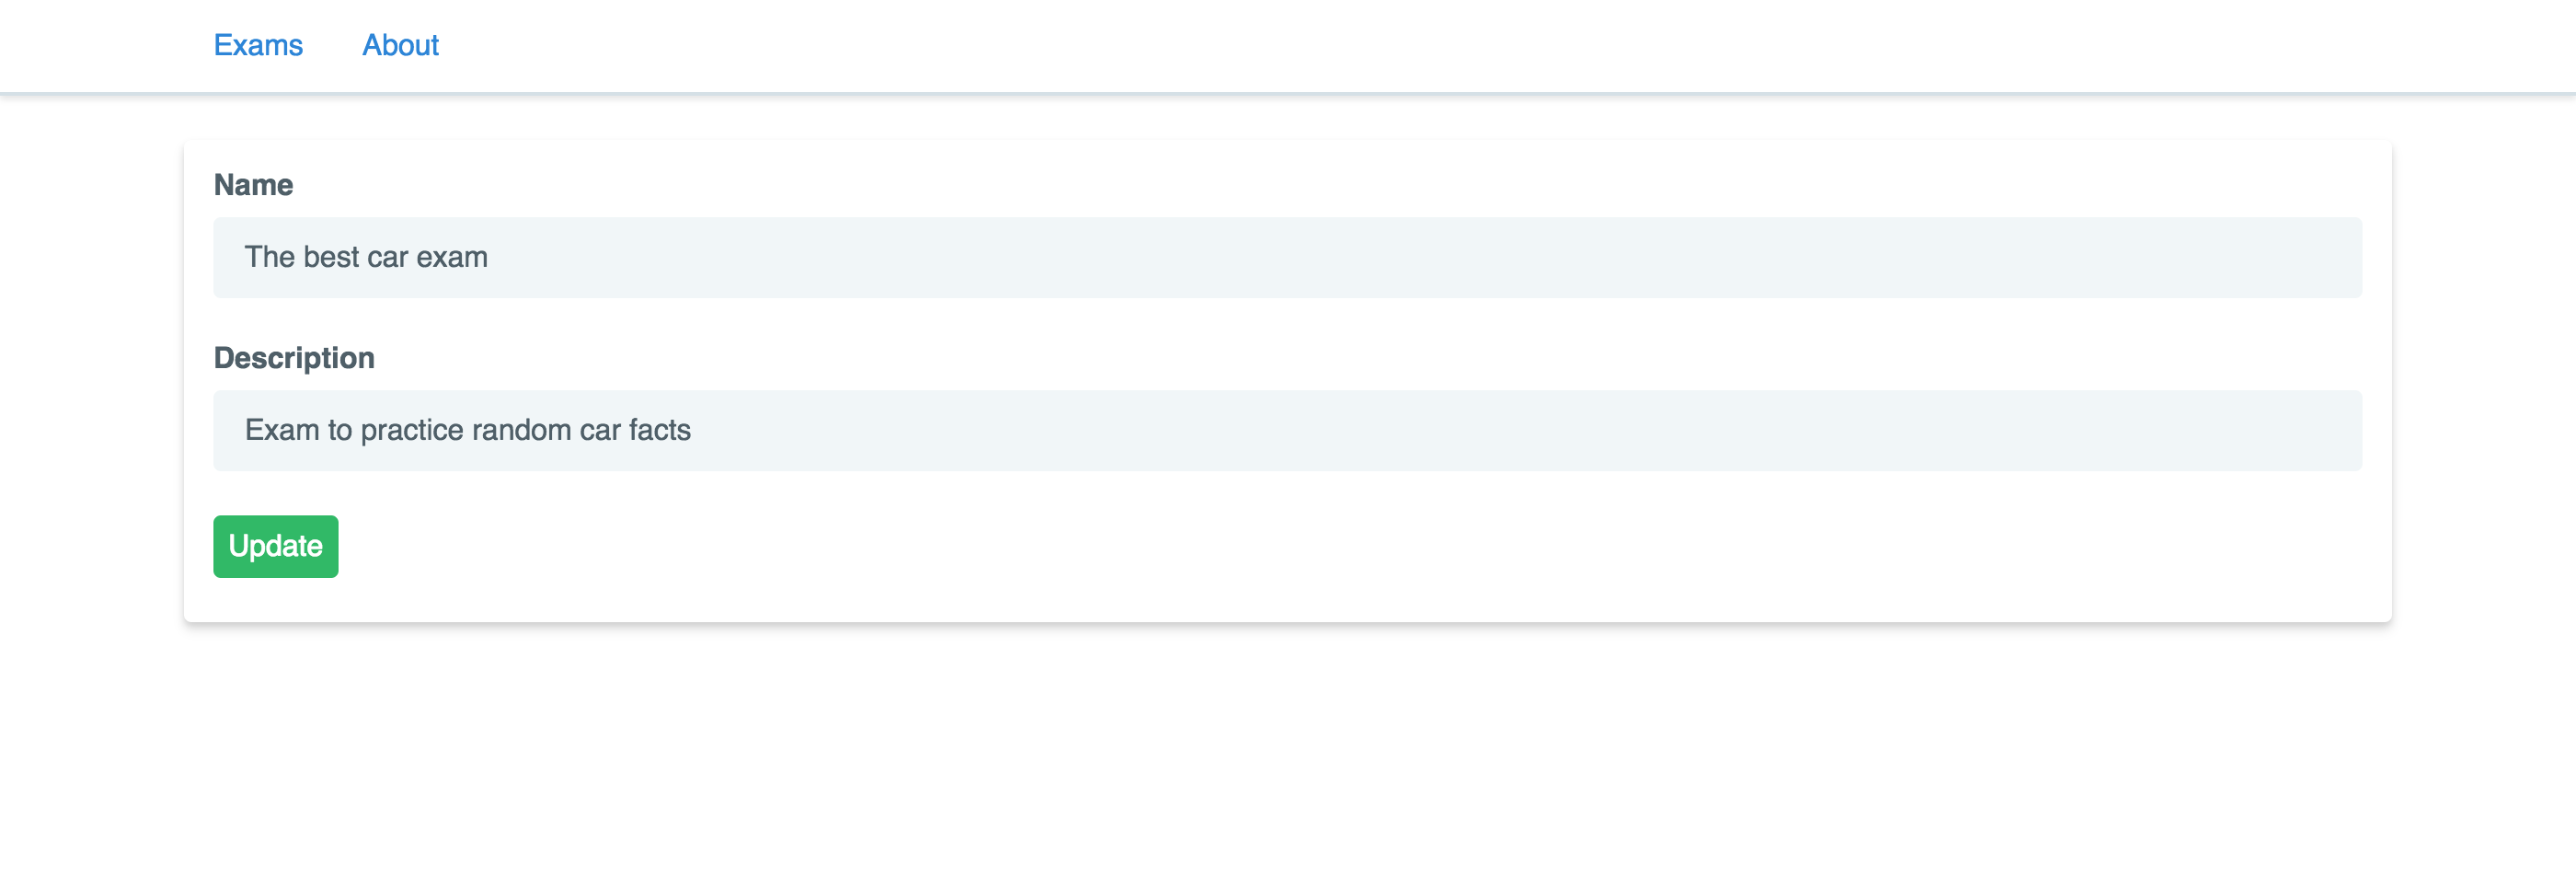 Exams About
Name
The best car exam
Description
Exam to practice random car facts
Update